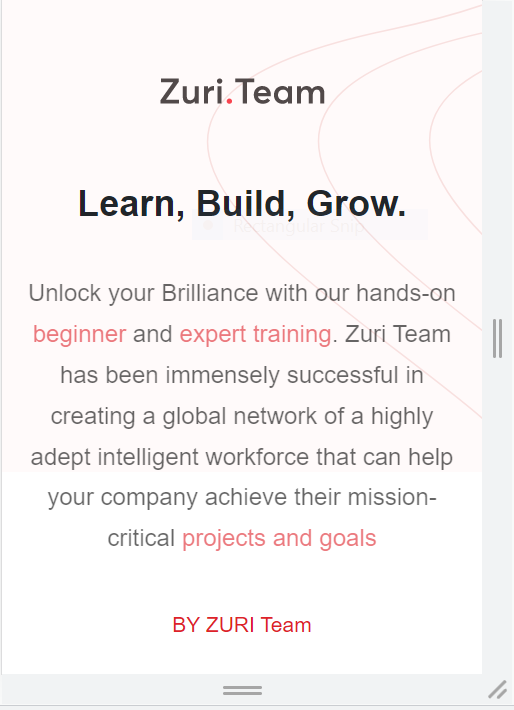 Zuri.Team
Learn, Build, Grow.
Rectangular Snip
Unlock your Brilliance with our hands-on
beginner and expert training. Zuri Team
has been immensely successful in
creating a global network of a highly
adept intelligent workforce that can help
your company achieve their mission-
critical projects and goals
BY ZURI Team